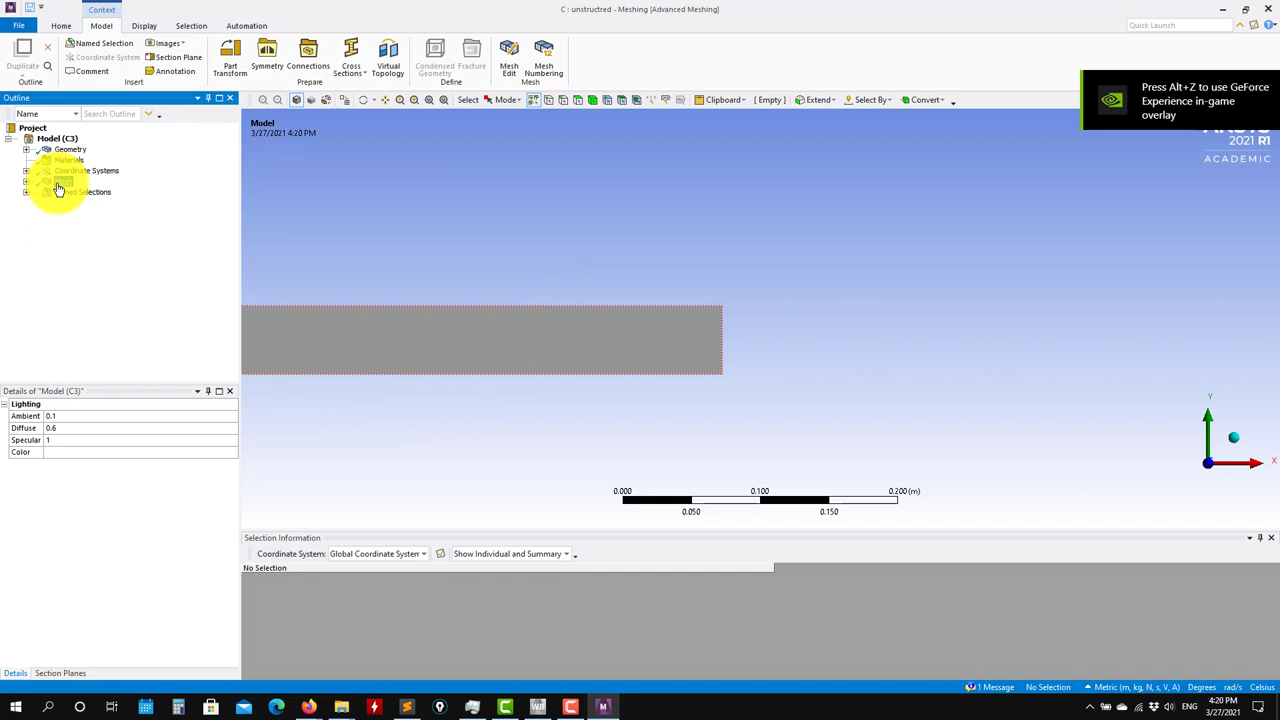 Context
C : unstructred - Meshing (Advanced Meshing)
File
Home
Model
Display
Selection
Automation
Quick Launch
Duplicate
Outline
Named Selection
Coordinate System
Comment
Images
Section Plane
Annotation
Insert
Part Transform
Symmetry
Connections
Cross Sections
Virtual Topology
Prepare
Condensed Geometry
Fracture
Define
Mesh Edit
Mesh Numbering
Mesh
Outline
Name
Search Outline
Select
Mode
Clipboard
[ Empty ]
Extend
Select By
Convert
Press Alt+Z to use GeForce
Experience in-game
overlay
2021 R1
ACADEMIC
Project
Model (C3)
Geometry
Materials
Coordinate Systems
Selections
Model
3/27/2021 4:20 PM
Details of "Model (C3)"
Lighting
Ambient 0.1
Diffuse 0.6
Specular 1
Color
Y
X
0.000 0.100 0.200 (m)
0.050 0.150
Selection Information
Coordinate System: Global Coordinate System
Show Individual and Summary
No Selection
Details
Section Planes
1 Message
No Selection
Metric (m, kg, N, s, V, A)
Degrees
rad/s
Celsius
ENG
4:20 PM
3/27/2021